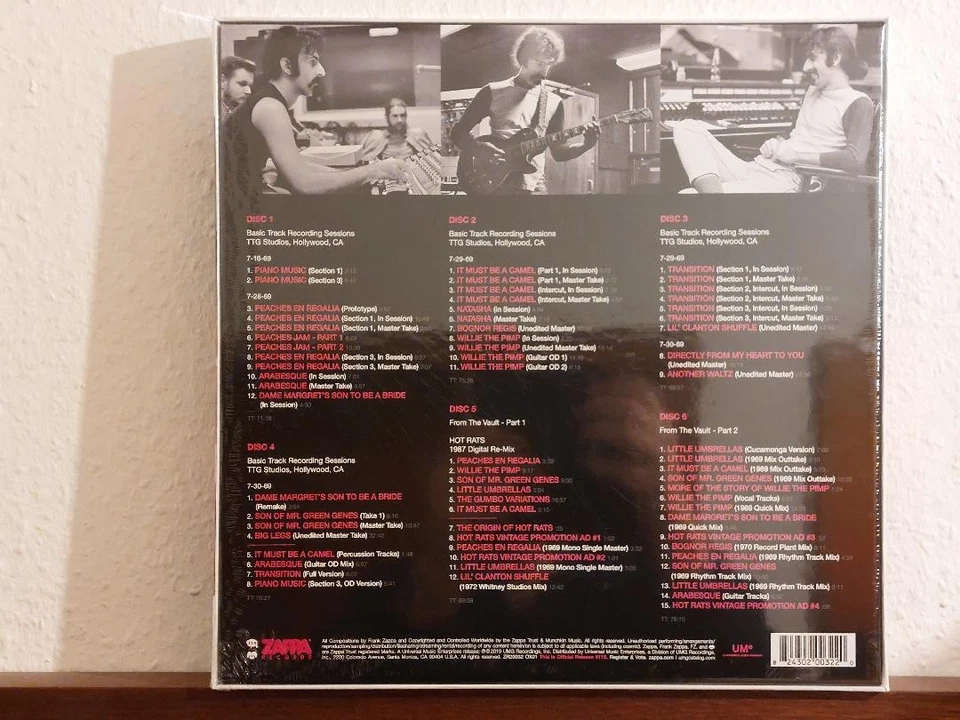 DISC 1
Basic Track Recording Sessions
TTG Studios, Hollywood, CA
7-18-69
1. PIANO MUSIC (Section 1)
2. PIANO MUSIC (Section 3)
7-28-69
3. PEACHES EN REGALIA (Prototype)
4. PEACHES EN REGALIA (Section 1, In Session)
5. PEACHES EN REGALIA (Section 1, Master Take)
6. PEACHES JAM - PART 1
7. PEACHES JAM - PART 2
8. PEACHES EN REGALIA (Section 3, In Session)
9. PEACHES EN REGALIA (Section 3, Master Take)
10. ARABESQUE (In Session)
11. ARABESQUE (Master Take)
12. DAME MARGRET'S SON TO BE A BRIDE
(In Session)
DISC 2
Basic Track Recording Sessions
TTG Studios, Hollywood, CA
7-29-69
1. IT MUST BE A CAMEL (Part 1, In Session)
2. IT MUST BE A CAMEL (Part 1, Master Take)
3. IT MUST BE A CAMEL (Intercut, In Session)
4. IT MUST BE A CAMEL (Intercut, Master Take)
5. NATASHA (In Session)
6. NATASHA (Master Take)
7. BOGNOR REGIS (Unedited Master)
8. WILLIE THE PIMP (In Session)
9. WILLIE THE PIMP (Unedited Master Take)
10. WILLIE THE PIMP (Guitar OD 1)
11. WILLIE THE PIMP (Guitar OD 2)
DISC 3
Basic Track Recording Sessions
TTG Studios, Hollywood, CA
7-29-69
1. TRANSITION (Section 1, In Session)
2. TRANSITION (Section 1, Master Take)
3. TRANSITION (Section 2, Intercut, In Session)
4. TRANSITION (Section 2, Intercut, Master Take)
5. TRANSITION (Section 3, Intercut, In Session)
6. TRANSITION (Section 3, Intercut, Master Take)
7. LIL' CLANTON SHUFFLE (Unedited Master)
7-30-69
8. DIRECTLY FROM MY HEART TO YOU
(Unedited Master)
9. ANOTHER WALTZ (Unedited Master)
DISC 4
Basic Track Recording Sessions
TTG Studios, Hollywood, CA
7-30-69
1. DAME MARGRET'S SON TO BE A BRIDE
(Remake)
2. SON OF MR. GREEN GENES (Take 1)
3. SON OF MR. GREEN GENES (Master Take)
4. BIG LEGS (Unedited Master Take)
5. IT MUST BE A CAMEL (Percussion Tracks)
6. ARABESQUE (Guitar OD Mix)
7. TRANSITION (Full Version)
8. PIANO MUSIC (Section 3, OD Version)
DISC 5
From The Vault - Part 1
HOT RATS
1987 Digital Re-Mix
1. PEACHES EN REGALIA
2. WILLIE THE PIMP
3. SON OF MR. GREEN GENES
4. LITTLE UMBRELLAS
5. THE GUMBO VARIATIONS
6. IT MUST BE A CAMEL
7. THE ORIGIN OF HOT RATS
8. HOT RATS VINTAGE PROMOTION AD #1
9. PEACHES EN REGALIA (1969 Mono Single Master)
10. HOT RATS VINTAGE PROMOTION AD #2
11. LITTLE UMBRELLAS (1969 Mono Single Master)
12. LIL' CLANTON SHUFFLE
(1972 Whitney Studios Mix)
DISC 6
From The Vault - Part 2
1. LITTLE UMBRELLAS (Cucamonga Version)
2. LITTLE UMBRELLAS (1969 Mix Outtake)
3. IT MUST BE A CAMEL (1969 Mix Outtake)
4. SON OF MR. GREEN GENES (1969 Mix Outtake)
5. MORE OF THE STORY OF WILLIE THE PIMP
6. WILLIE THE PIMP (Vocal Tracks)
7. WILLIE THE PIMP (1969 Quick Mix)
8. DAME MARGRET'S SON TO BE A BRIDE
(1969 Quick Mix)
9. HOT RATS VINTAGE PROMOTION AD #3
10. BOGNOR REGIS (1970 Record Plant Mix)
11. PEACHES EN REGALIA (1969 Rhythm Track Mix)
12. SON OF MR. GREEN GENES
(1969 Rhythm Track Mix)
13. LITTLE UMBRELLAS (1969 Rhythm Track Mix)
14. ARABESQUE (Guitar Tracks)
15. HOT RATS VINTAGE PROMOTION AD #4
ZAPPA
RECORDS
All Compositions by Frank Zappa and Copyrighted and Controlled Worldwide by the Zappa Trust & Munchkin Music. All rights reserved. Unauthorized
UMe
8 24302 00322 0